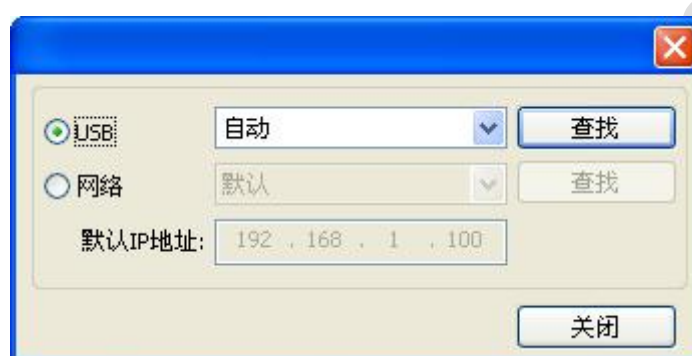 USB 自动 查找
网络 默认 查找
默认IP地址: 192 . 168 . 1 . 100
关闭